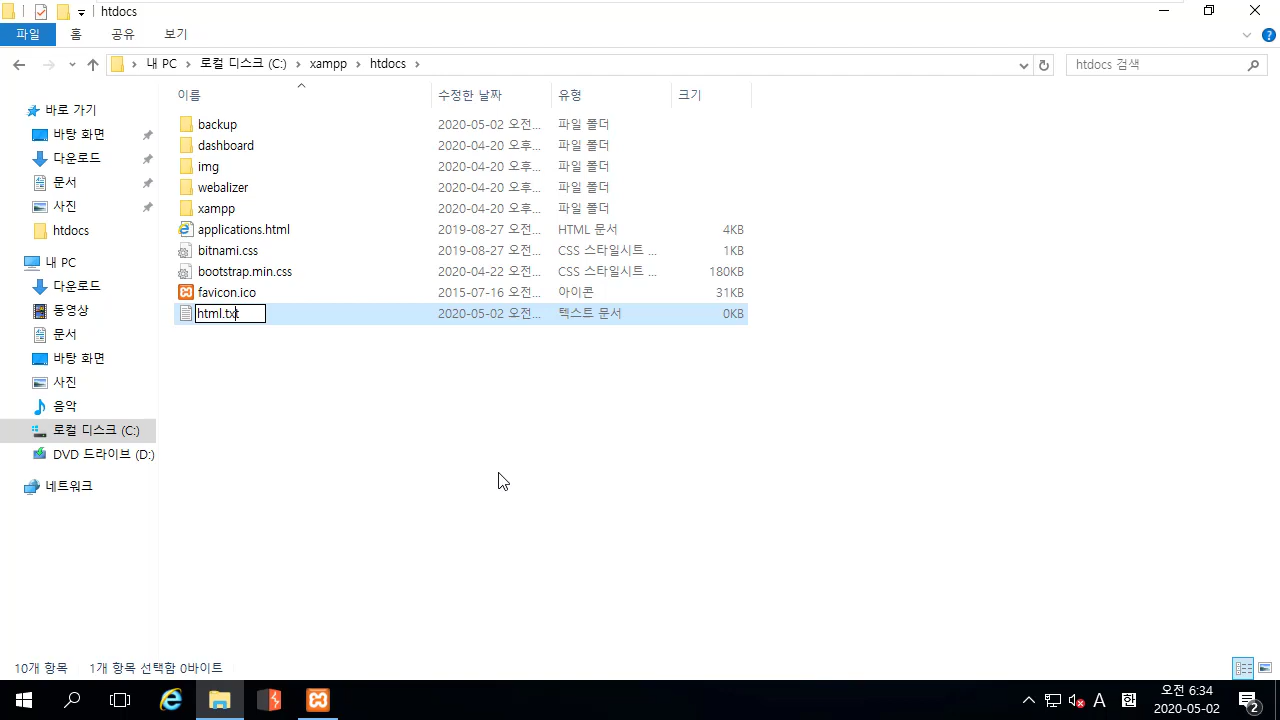 htdocs
파일 홈 공유 보기
내 PC 로컬 디스크 (C:) xampp htdocs
htdocs 검색
이름 수정한 날짜 유형 크기
backup 2020-05-02 오전... 파일 폴더
dashboard 2020-04-20 오후... 파일 폴더
img 2020-04-20 오후... 파일 폴더
webalizer 2020-04-20 오후... 파일 폴더
xampp 2020-04-20 오후... 파일 폴더
applications.html 2019-08-27 오전... HTML 문서 4KB
bitnami.css 2019-08-27 오전... CSS 스타일시트 ... 1KB
bootstrap.min.css 2020-04-22 오전... CSS 스타일시트 ... 180KB
favicon.ico 2015-07-16 오전... 아이콘 31KB
html.txt 2020-05-02 오전... 텍스트 문서 0KB
바로 가기
바탕 화면
다운로드
문서
사진
htdocs
내 PC
다운로드
동영상
문서
바탕 화면
사진
음악
로컬 디스크 (C:)
DVD 드라이브 (D:)
네트워크
10개 항목 1개 항목 선택함 0바이트
A 한 오전 6:34
2020-05-02
2